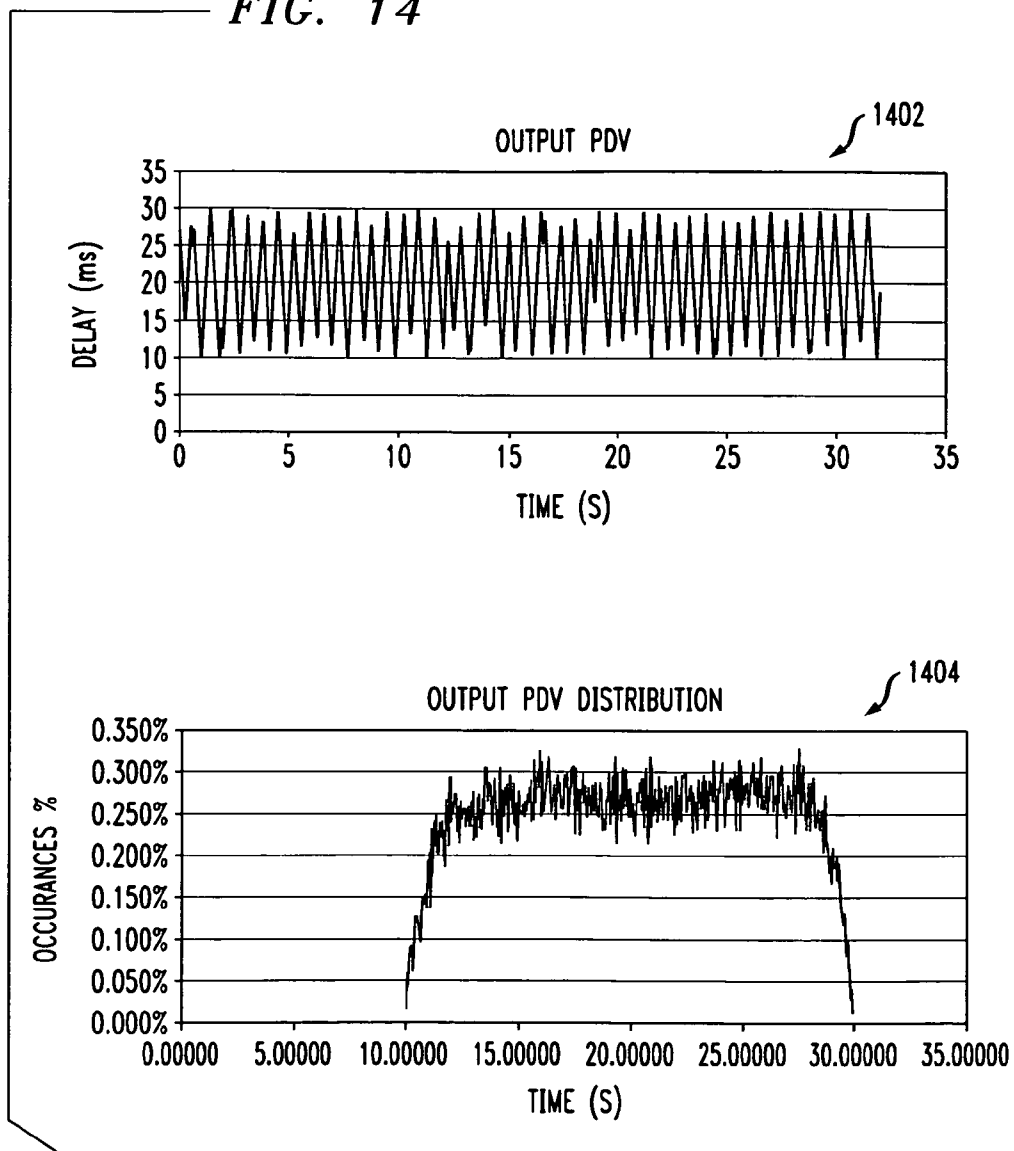 FIG. 14
1402
OUTPUT PDV
35
30
25
20
15
10
5
0
DELAY (ms)
0 5 10 15 20 25 30 35
TIME (S)
1404
OUTPUT PDV DISTRIBUTION
0.350%
0.300%
0.250%
0.200%
0.150%
0.100%
0.050%
0.000%
OCCURANCES %
0.00000 5.00000 10.00000 15.00000 20.00000 25.00000 30.00000 35.00000
TIME (S)